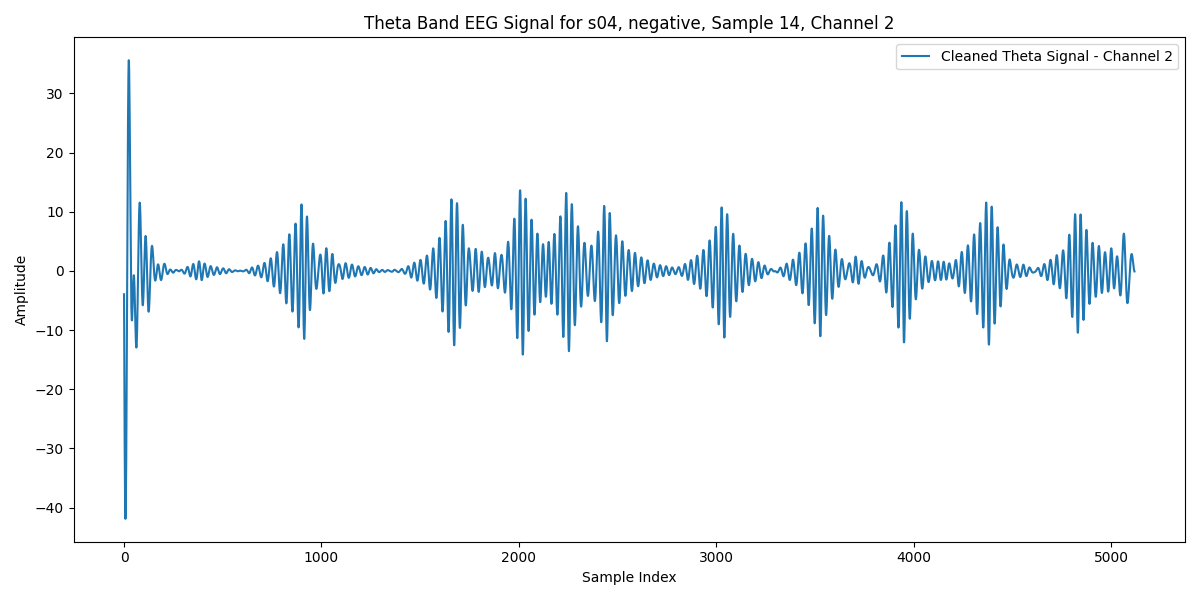 Theta Band EEG Signal for s04, negative, Sample 14, Channel 2
Cleaned Theta Signal - Channel 2
Amplitude
30
20
10
0
−10
−20
−30
−40
0 1000 2000 3000 4000 5000
Sample Index